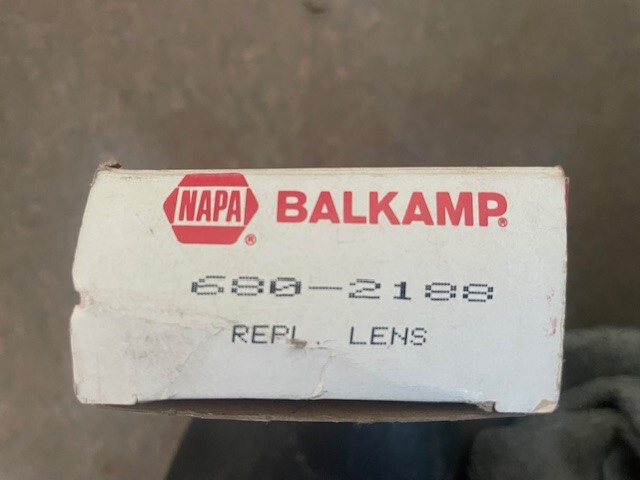 NAPA® BALKAMP®
680-2188
REPL. LENS